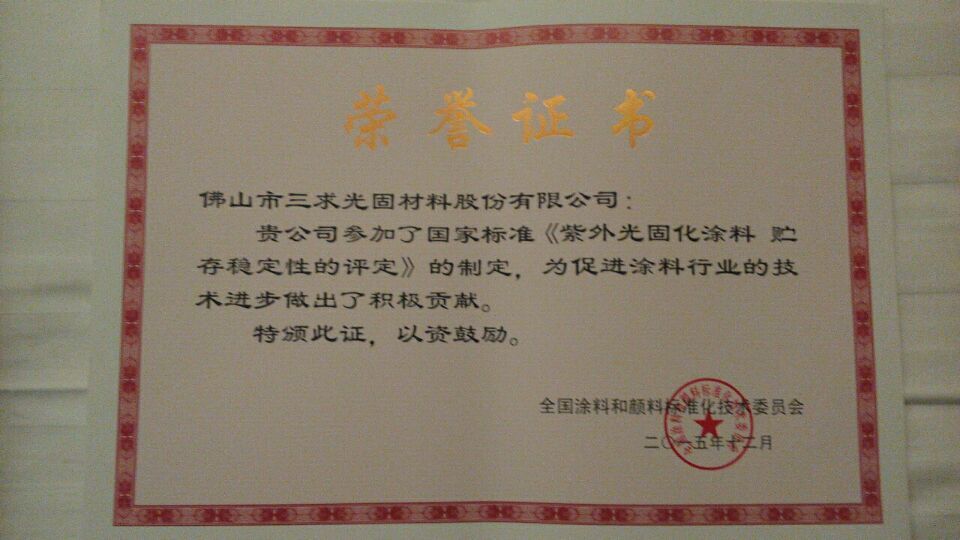 荣誉证书
佛山市三求光固材料股份有限公司：
贵公司参加了国家标准《紫外光固化涂料 贮
存稳定性的评定》的制定，为促进涂料行业的技
术进步做出了积极贡献。
特颁此证，以资鼓励。
全国涂料和颜料标准化技术委员会
二〇一五年十二月